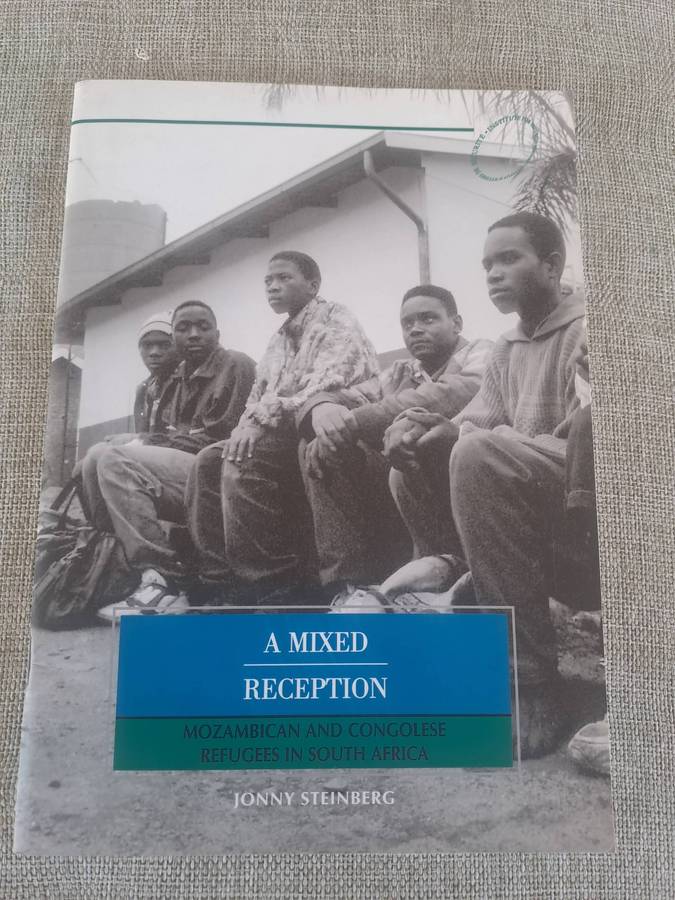 A MIXED
RECEPTION
MOZAMBICAN AND CONGOLESE
REFUGEES IN SOUTH AFRICA
JONNY STEINBERG